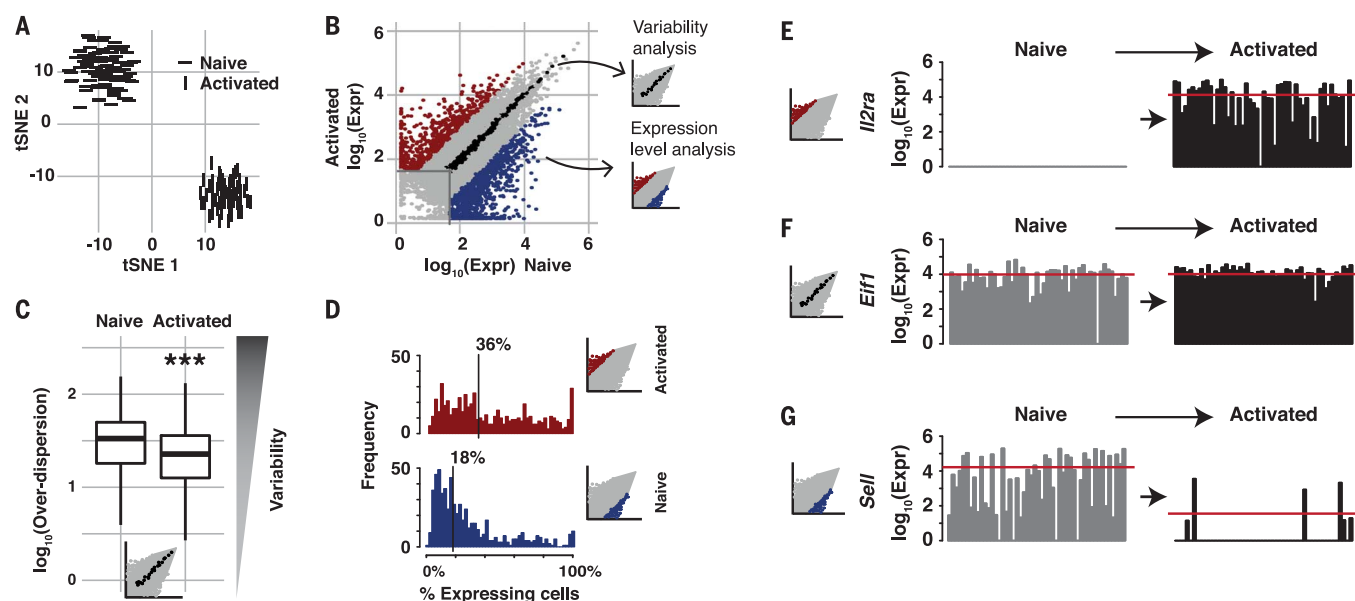 A
tSNE 2
10
0
-10
Naive
Activated
-10
0
10
tSNE 1
B
Activated
log10(Expr)
6
4
2
0
0
2
4
6
log10(Expr) Naive
Variability
analysis
Expression
level analysis
C
Naive
Activated
***
log10(Over-dispersion)
2
1
0
Variability
D
Frequency
50
0
36%
Activated
50
0
18%
Naive
0%
100%
% Expressing cells
E
Naive
Activated
Il2ra
log10(Expr)
6
4
2
0
F
Naive
Activated
Eif1
log10(Expr)
6
4
2
0
G
Naive
Activated
Sell
log10(Expr)
6
4
2
0